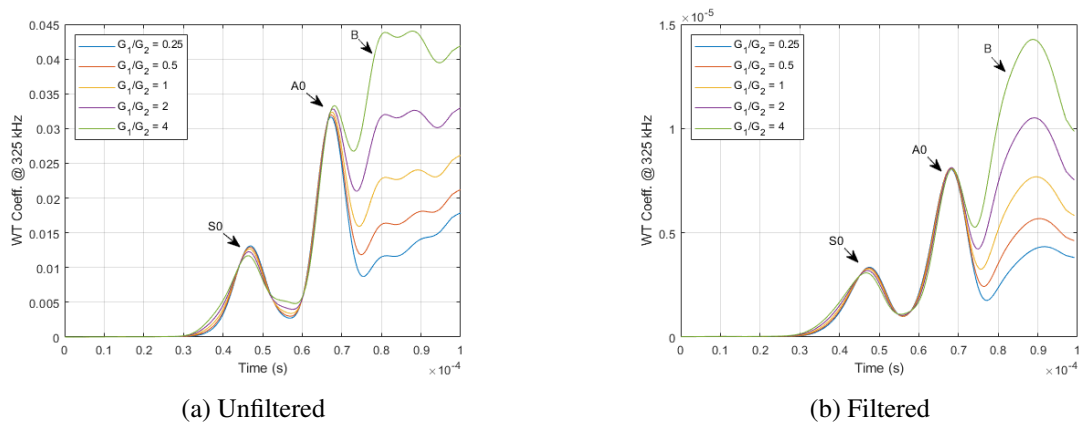 0.045
0.04
0.035
0.03
0.025
0.02
0.015
0.01
0.005
0
WT Coeff. @ 325 kHz
G1/G2 = 0.25
G1/G2 = 0.5
G1/G2 = 1
G1/G2 = 2
G1/G2 = 4
B
A0
S0
0 0.1 0.2 0.3 0.4 0.5 0.6 0.7 0.8 0.9 1
Time (s)
×10-4
(a) Unfiltered
×10-5
1.5
1
0.5
0
WT Coeff. @ 325 kHz
G1/G2 = 0.25
G1/G2 = 0.5
G1/G2 = 1
G1/G2 = 2
G1/G2 = 4
B
A0
S0
0 0.1 0.2 0.3 0.4 0.5 0.6 0.7 0.8 0.9 1
Time (s)
×10-4
(b) Filtered